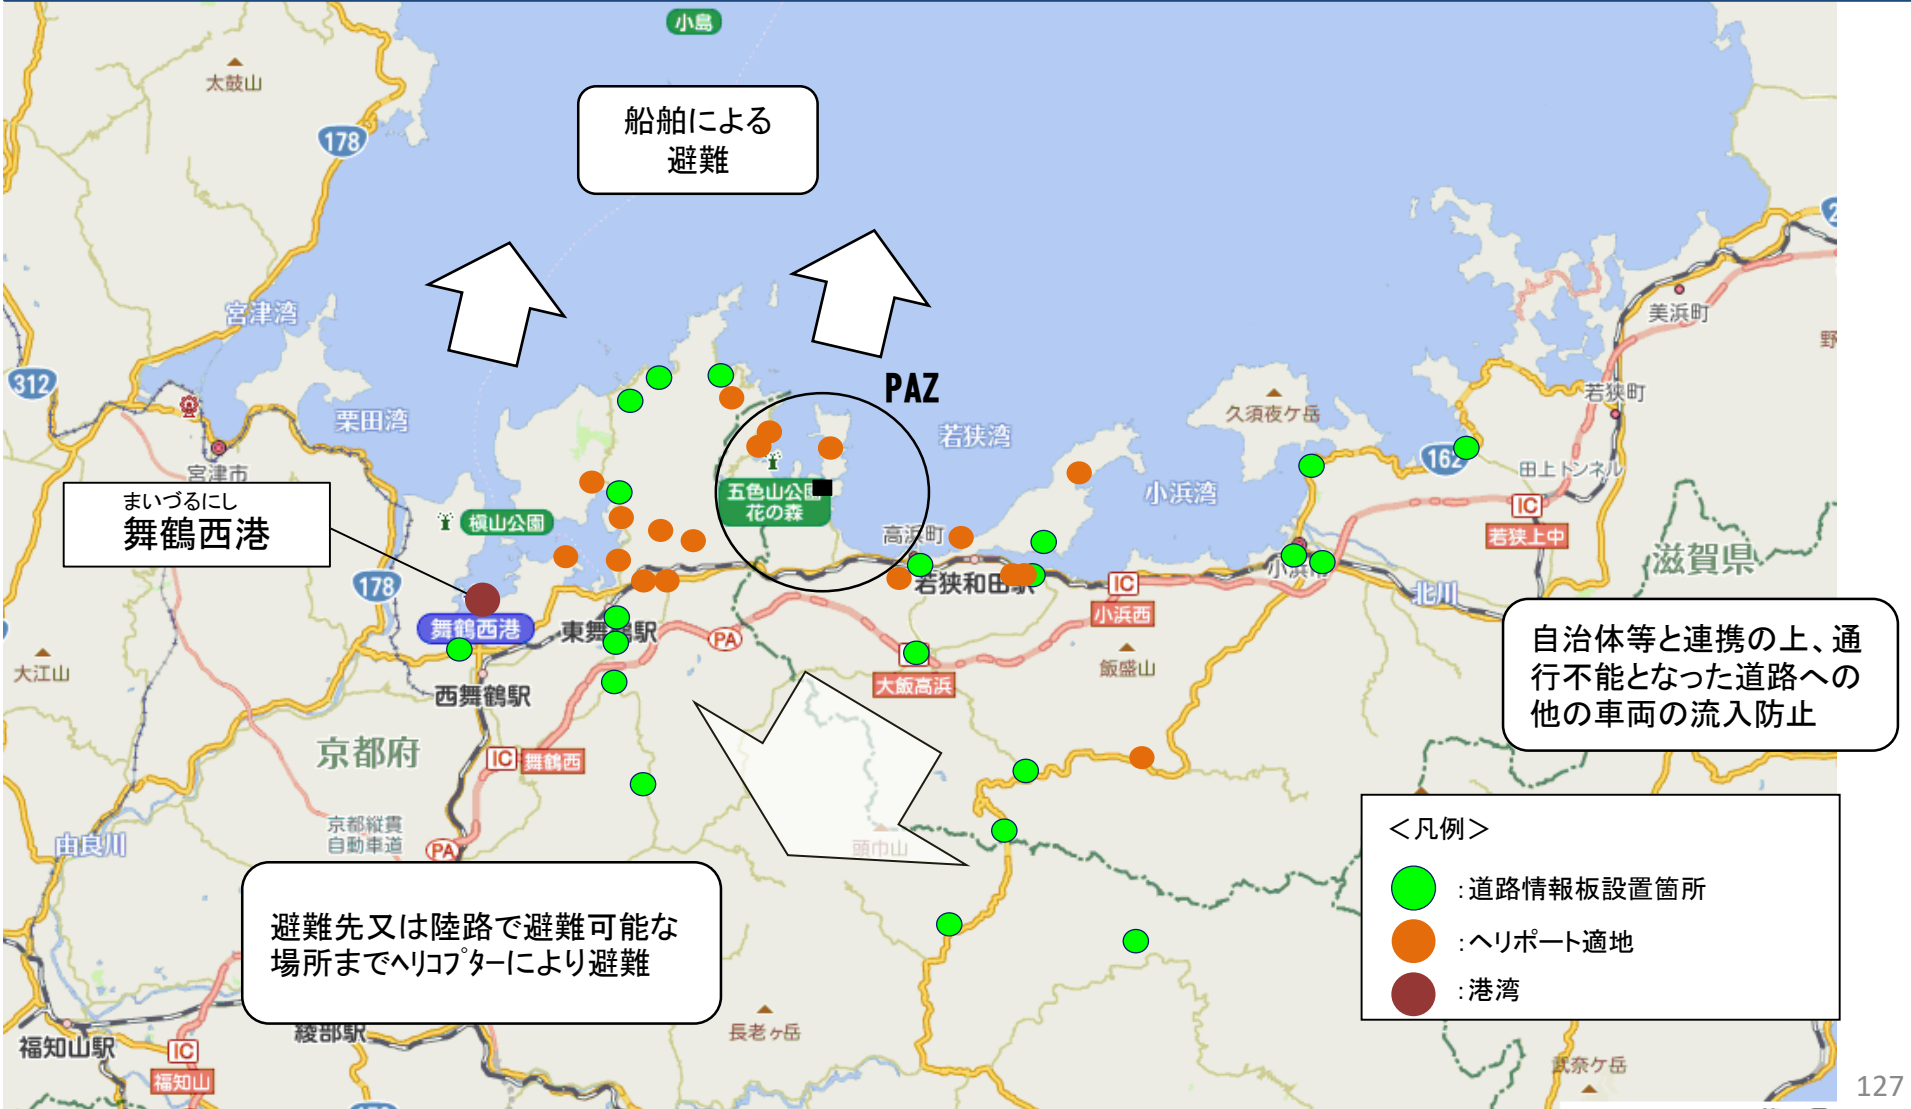 小島
太鼓山
船舶による
避難
178
宮津湾
美浜町
野
312
PAZ
若狭町
栗田湾
若狭湾
久須夜ケ岳
162
宮津市
田上トンネル
小浜湾
まいづるにし
舞鶴西港
五色山公園
花の森
IC
若狭上中
槇山公園
高浜町
滋賀県
178
若狭和田駅
IC
小浜西
北川
舞鶴西港
東舞鶴駅
PA
自治体等と連携の上、通
行不能となった道路への
他の車両の流入防止
大江山
飯盛山
西舞鶴駅
大飯高浜
京都府
IC
舞鶴西
京都縦貫
自動車道
由良川
PA
頭巾山
<凡例>
:道路情報板設置箇所
:ヘリポート適地
:港湾
避難先又は陸路で避難可能な
場所までヘリコプターにより避難
長老ヶ岳
綾部駅
福知山駅
IC
福知山
武奈ケ岳
127